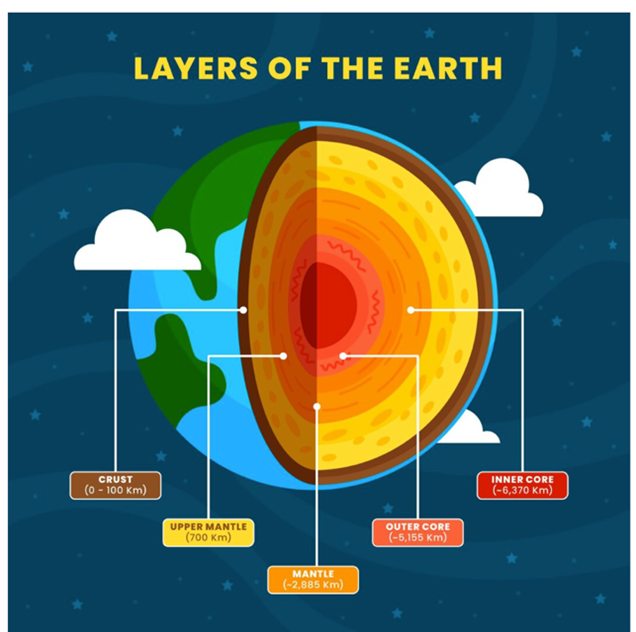 LAYERS OF THE EARTH
CRUST
(0 - 100 Km)
UPPER MANTLE
(700 Km)
MANTLE
(~2,885 Km)
OUTER CORE
(~5,155 Km)
INNER CORE
(~6,370 Km)